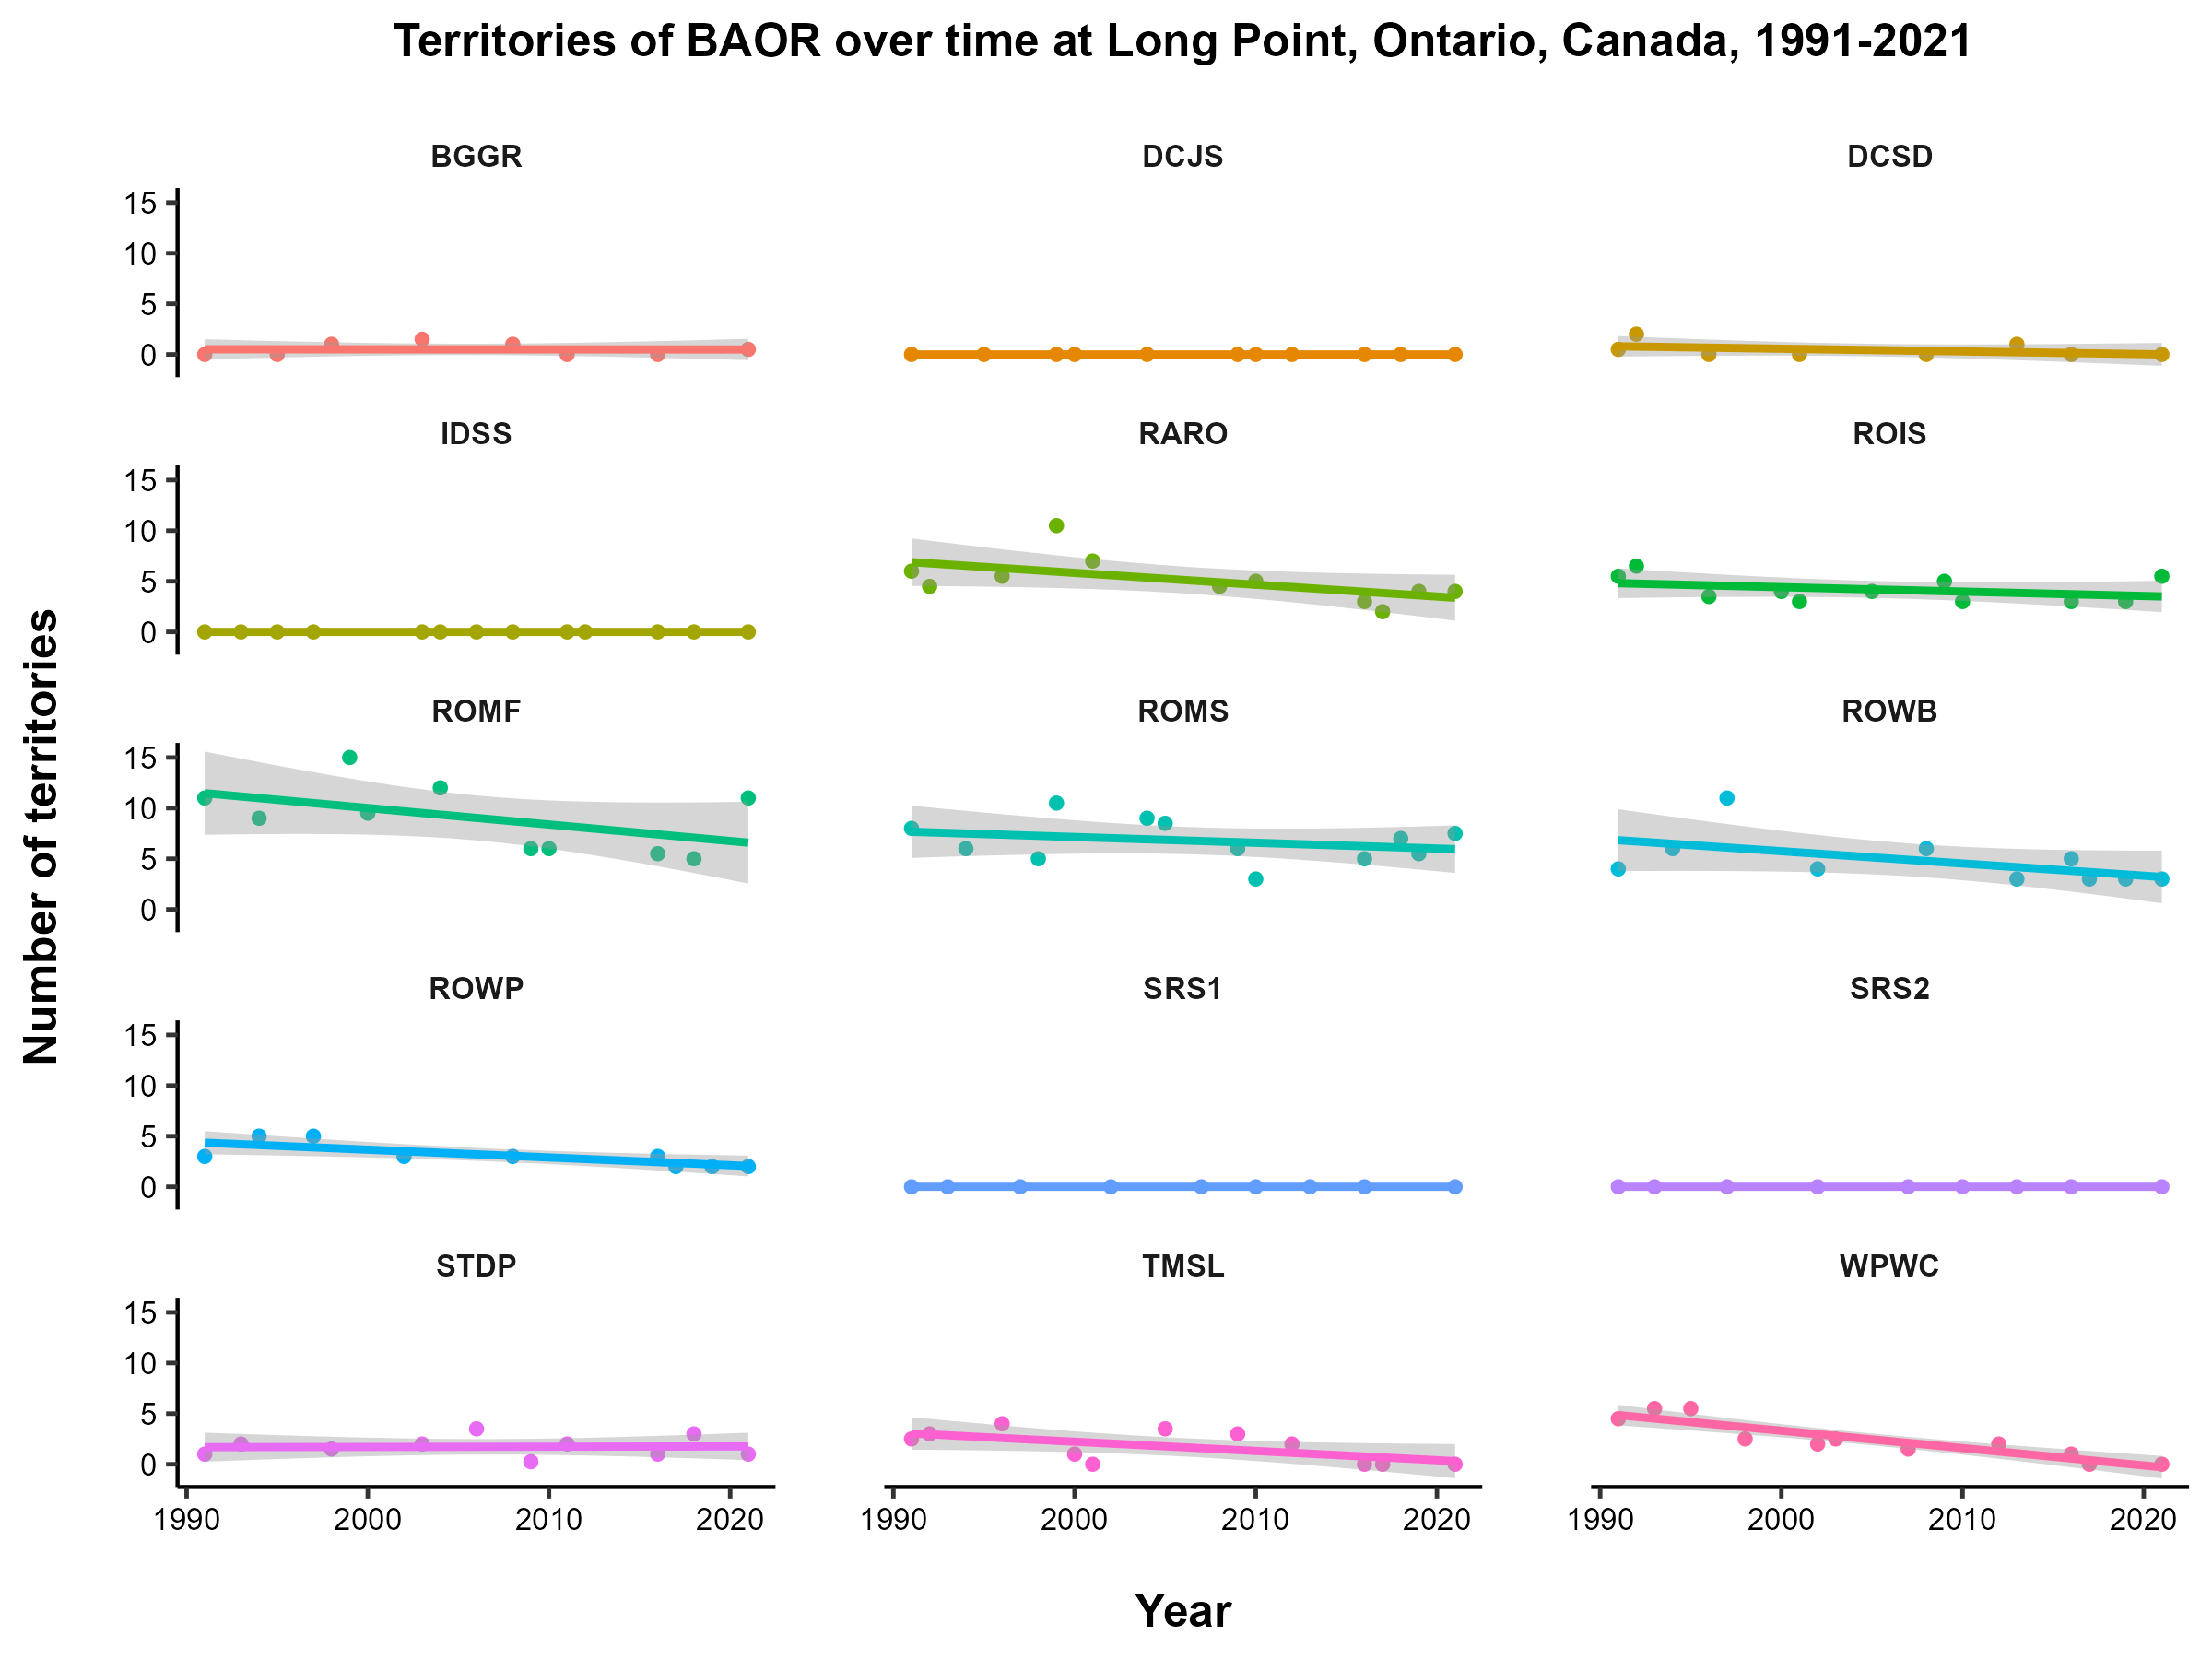 Territories of BAOR over time at Long Point, Ontario, Canada, 1991-2021
BGGR
DCJS
DCSD
15
10
5
0
IDSS
RARO
ROIS
15
10
5
0
Number of territories
ROMF
ROMS
ROWB
15
10
5
0
ROWP
SRS1
SRS2
15
10
5
0
STDP
TMSL
WPWC
15
10
5
0
1990 2000 2010 2020
1990 2000 2010 2020
1990 2000 2010 2020
Year